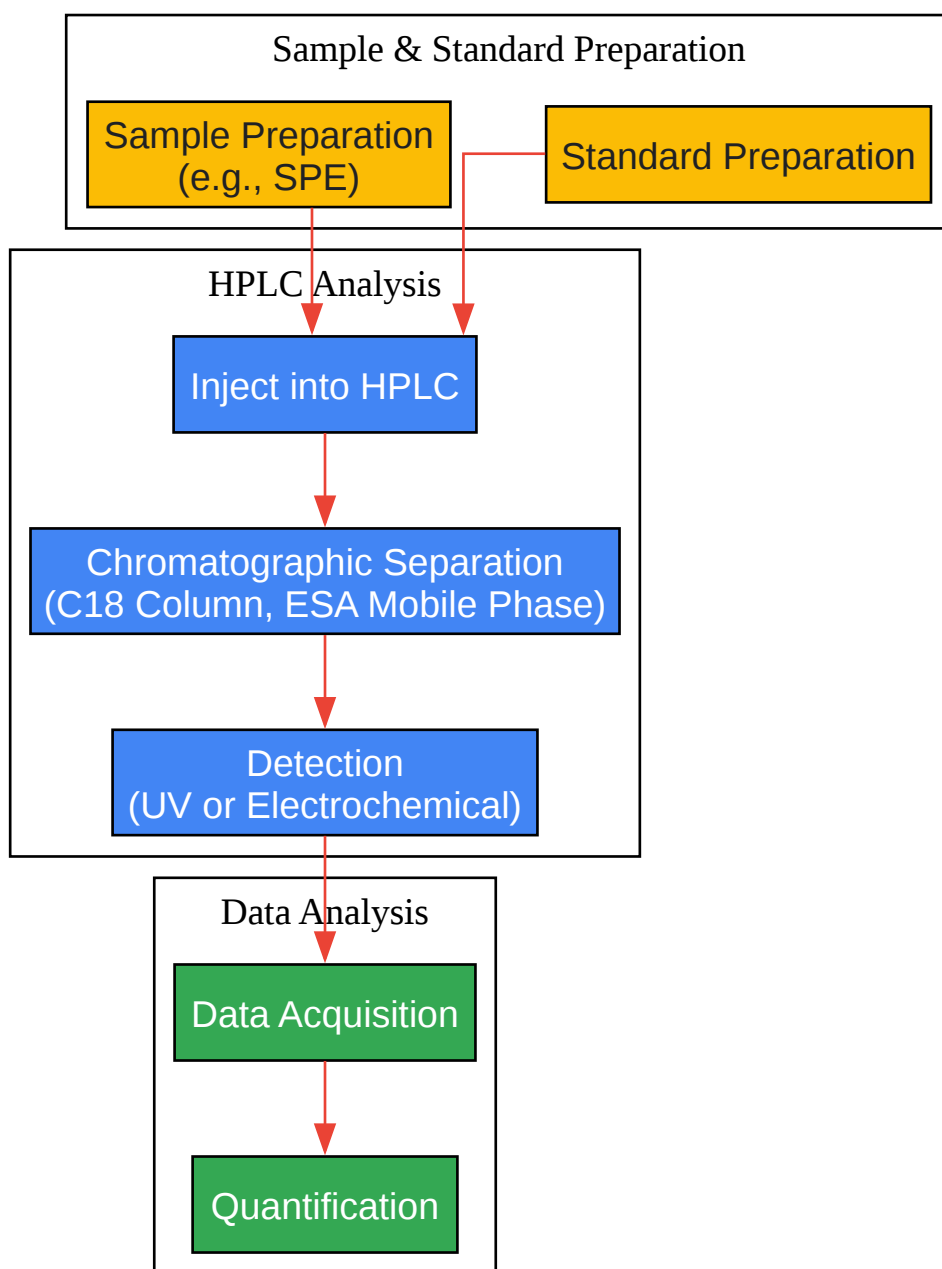 Sample & Standard Preparation
Sample Preparation
(e.g., SPE)
Standard Preparation
HPLC Analysis
Inject into HPLC
Chromatographic Separation
(C18 Column, ESA Mobile Phase)
Detection
(UV or Electrochemical)
Data Analysis
Data Acquisition
Quantification